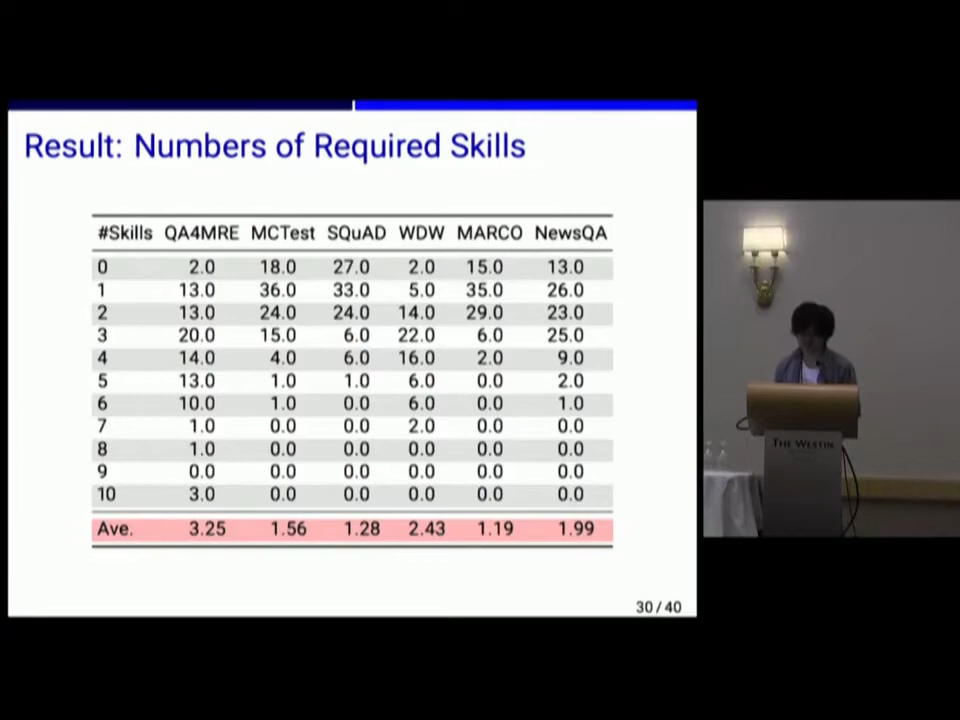 Result: Numbers of Required Skills
#Skills QA4MRE MCTest SQuAD WDW MARCO NewsQA
0 2.0 18.0 27.0 2.0 15.0 13.0
1 13.0 36.0 33.0 5.0 35.0 26.0
2 13.0 24.0 24.0 14.0 29.0 23.0
3 20.0 15.0 6.0 22.0 6.0 25.0
4 14.0 4.0 6.0 16.0 2.0 9.0
5 13.0 1.0 1.0 6.0 0.0 2.0
6 10.0 1.0 0.0 6.0 0.0 1.0
7 1.0 0.0 0.0 2.0 0.0 0.0
8 1.0 0.0 0.0 0.0 0.0 0.0
9 0.0 0.0 0.0 0.0 0.0 0.0
10 3.0 0.0 0.0 0.0 0.0 0.0
Ave. 3.25 1.56 1.28 2.43 1.19 1.99
30 / 40
THE WESTIN